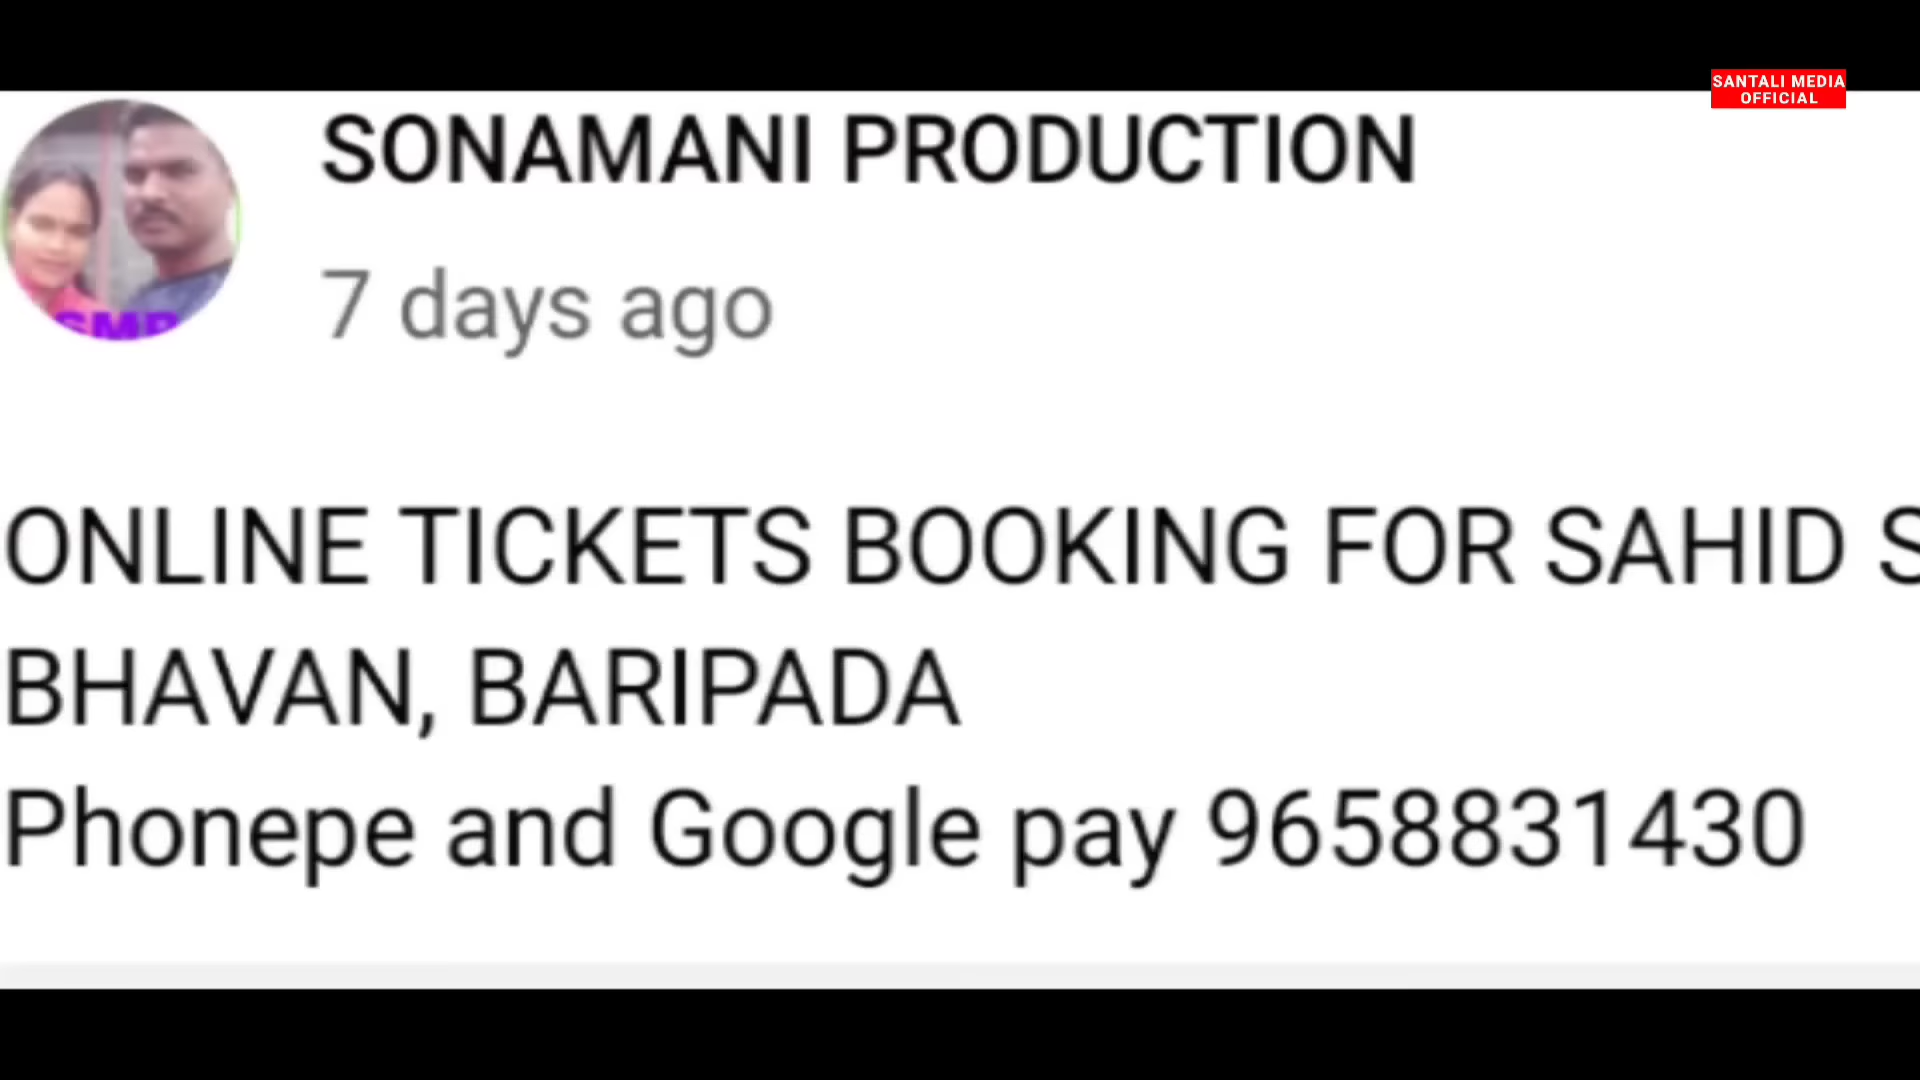 SANTALI MEDIA
OFFICIAL
SONAMANI PRODUCTION
7 days ago
ONLINE TICKETS BOOKING FOR SAHID
BHAVAN, BARIPADA
Phonepe and Google pay 9658831430